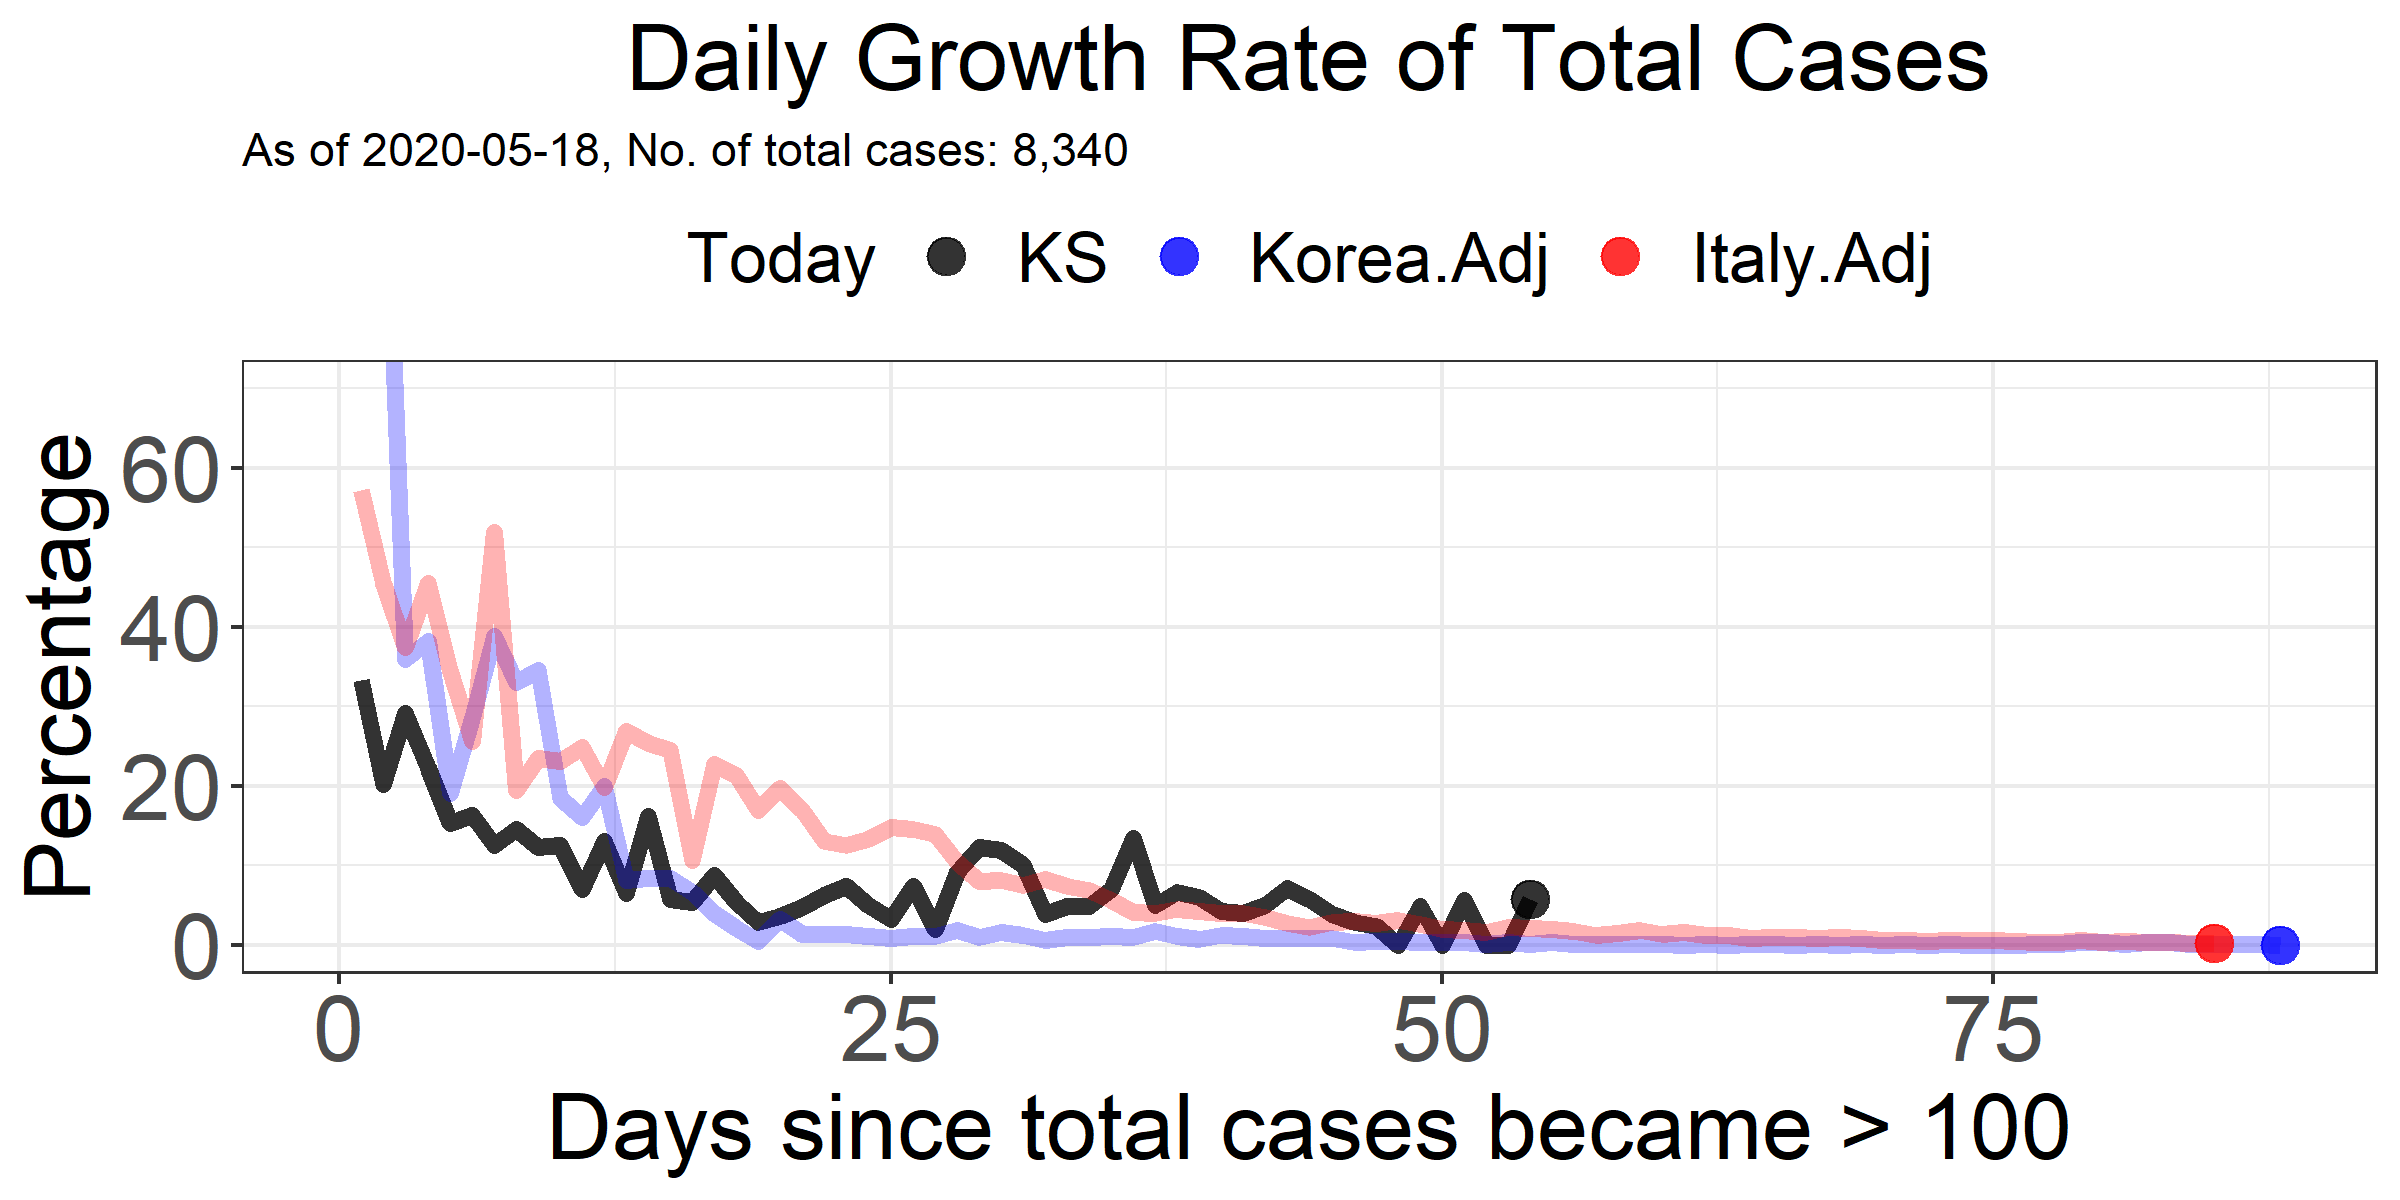 Daily Growth Rate of Total Cases
As of 2020-05-18, No. of total cases: 8,340
Today KS Korea.Adj Italy.Adj
Percentage
60
40
20
0
0 25 50 75
Days since total cases became > 100